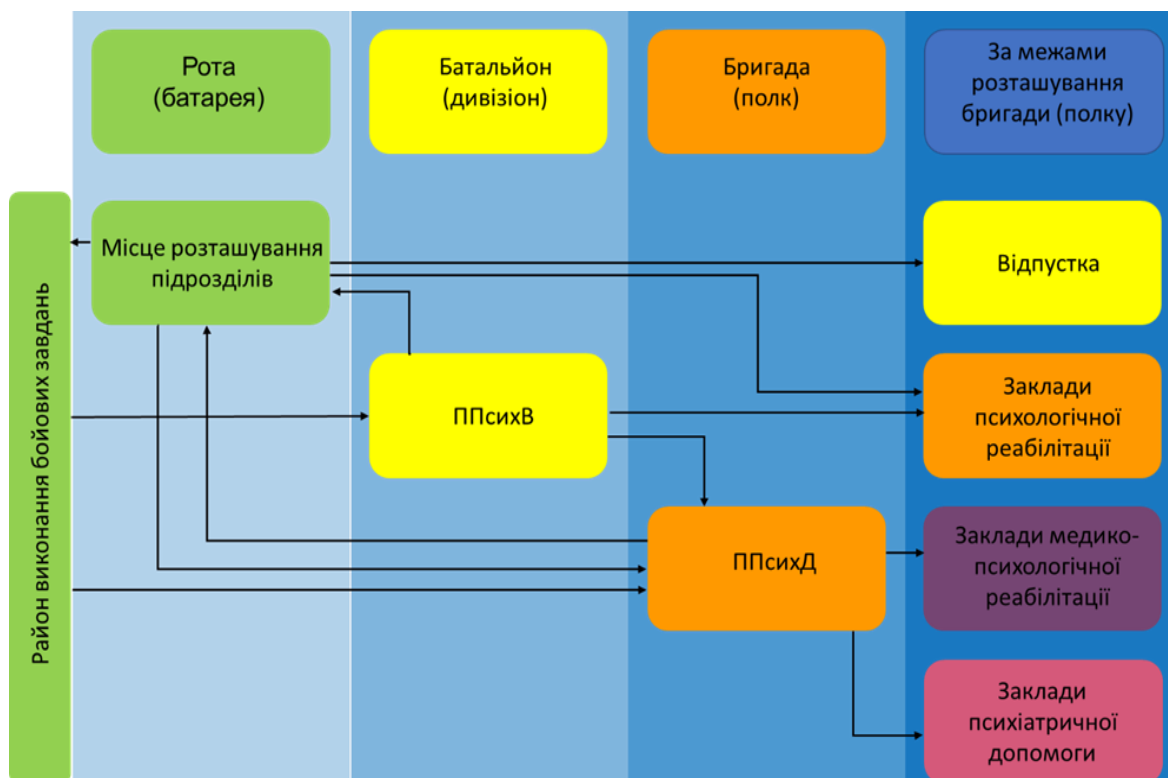 Рота
(батарея)
Батальйон
(дивізіон)
Бригада
(полк)
За межами
розташування
бригади (полку)
Район виконання бойових завдань
Місце розташування
підрозділів
Відпустка
ППсихВ
Заклади
психологічної
реабілітації
ППсихД
Заклади медико-
психологічної
реабілітації
Заклади
психіатричної
допомоги